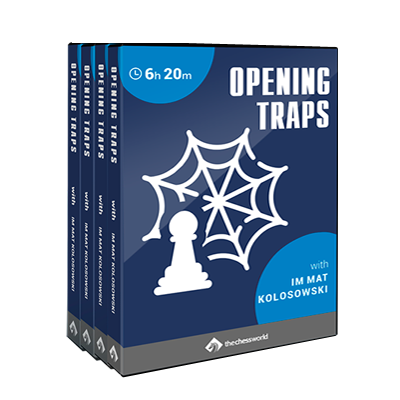 6h 20m
OPENING
TRAPS
with
IM MAT
KOLOSOWSKI
thechessworld
OPENING TRAPS with IM MAT KOLOSOWSKI
OPENING TRAPS with IM MAT KOLOSOWSKI
OPENING TRAPS with IM MAT KOLOSOWSKI
OPENING TRAPS with IM MAT KOLOSOWSKI